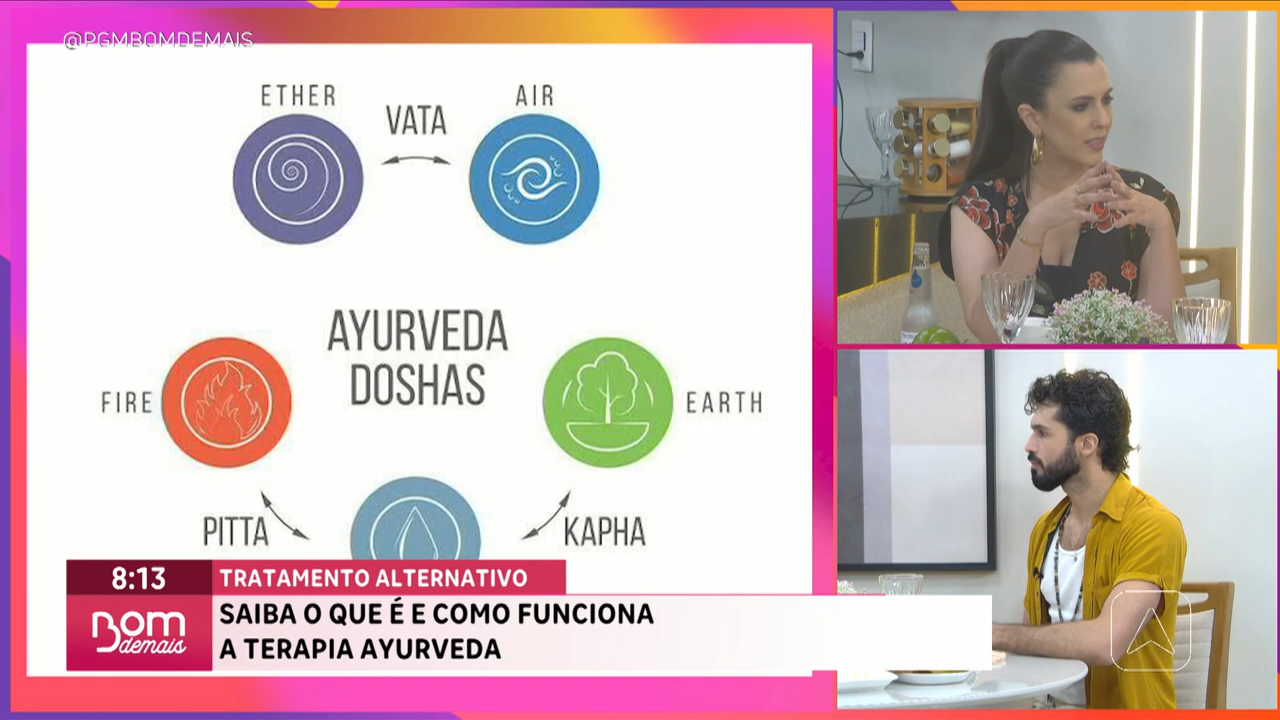 @PGMBOMDEMAIS
ETHER
VATA
AIR
AYURVEDA
DOSHAS
FIRE
EARTH
PITTA
KAPHA
8:13
TRATAMENTO ALTERNATIVO
Bom
demais
SAIBA O QUE É E COMO FUNCIONA
A TERAPIA AYURVEDA